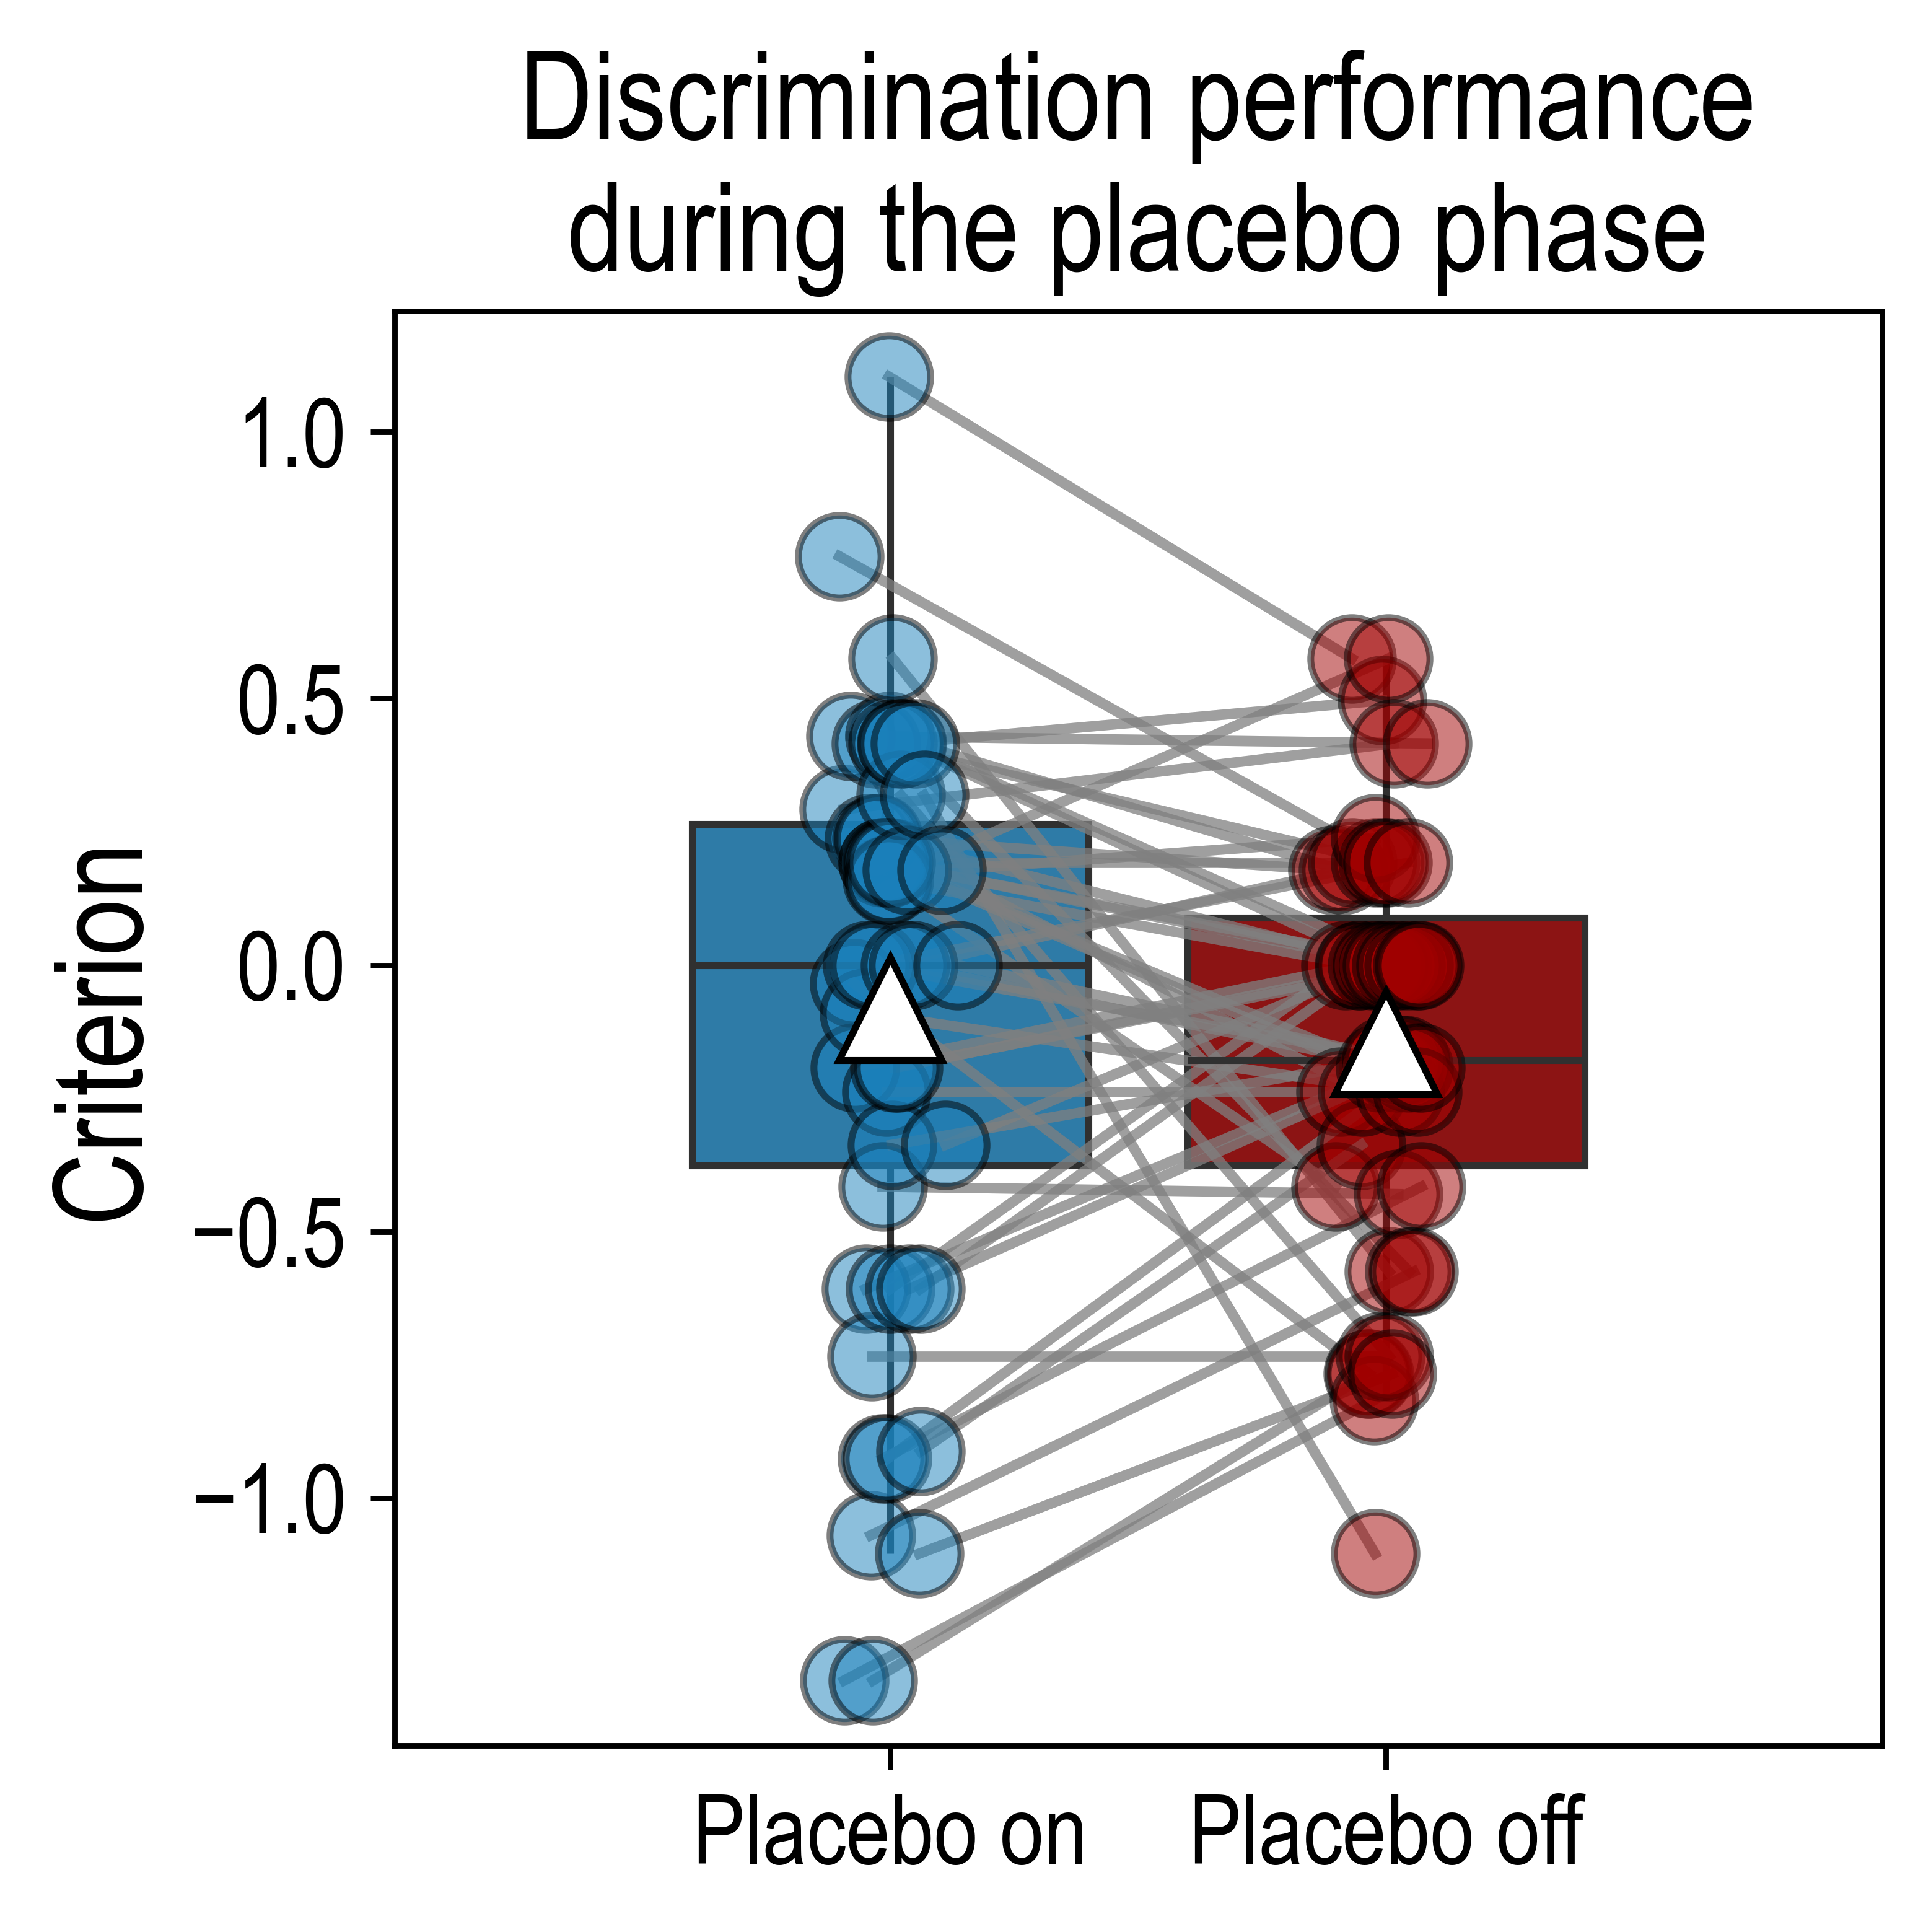 Discrimination performance
during the placebo phase
Criterion
1.0
0.5
0.0
−0.5
−1.0
Placebo on
Placebo off